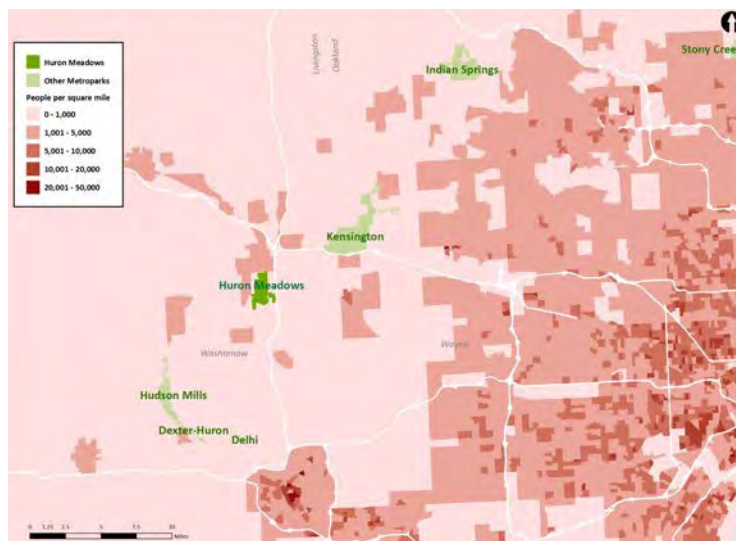 Huron Meadows
Other Metroparks
People per square mile
0 - 1,000
1,001 - 5,000
5,001 - 10,000
10,001 - 20,000
20,001 - 50,000
Livingston
Oakland
Indian Springs
Stony Cree
Kensington
Huron Meadows
Washtenaw
Wayne
Hudson Mills
Dexter-Huron
Delhi
0 1.25 2.5 5 7.5 10
Miles